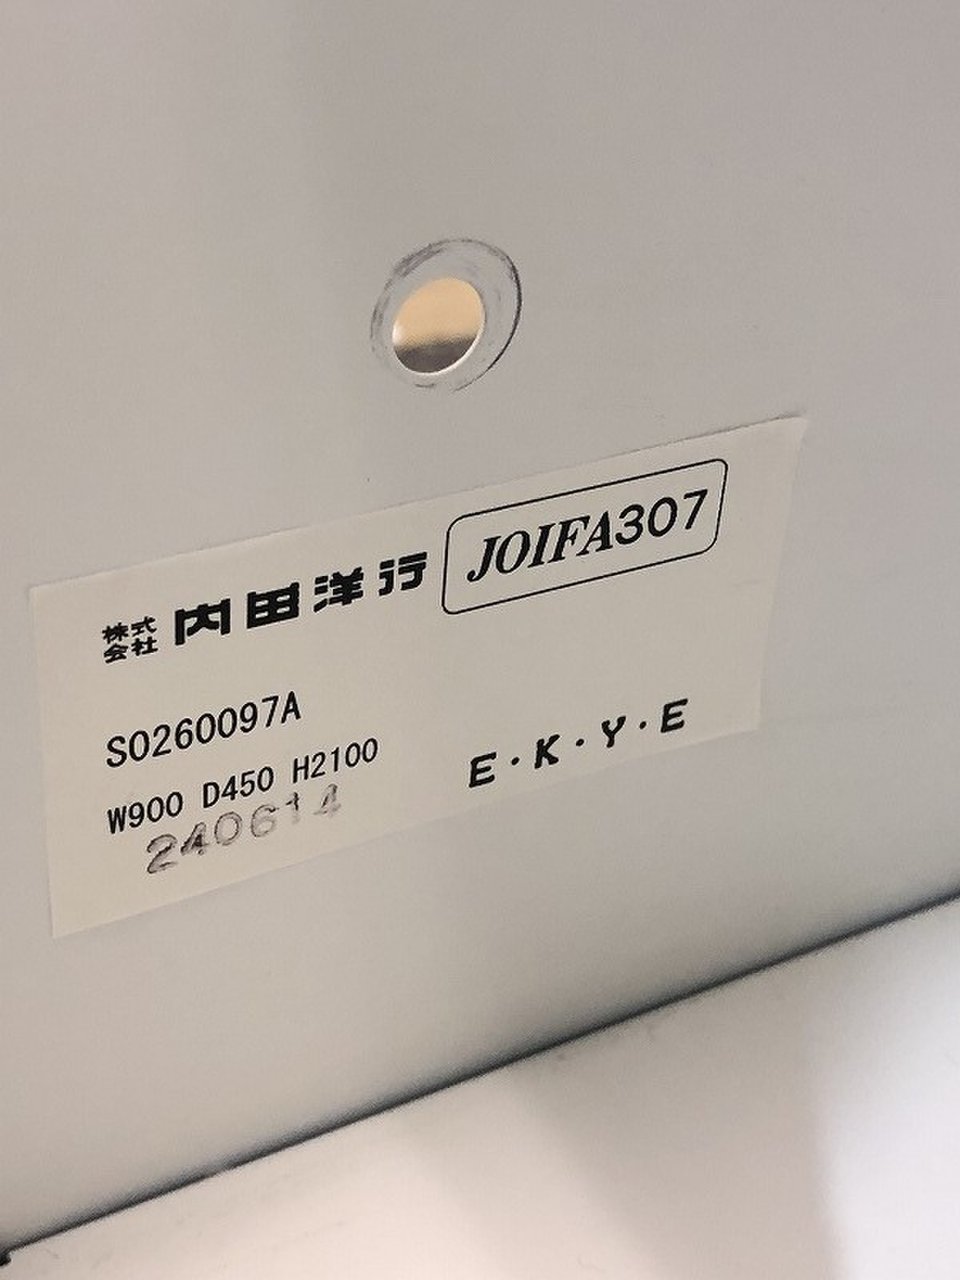 株式会社 内田洋行 JOIFA307
S0260097A
W900 D450 H2100
E・K・Y・E
240614